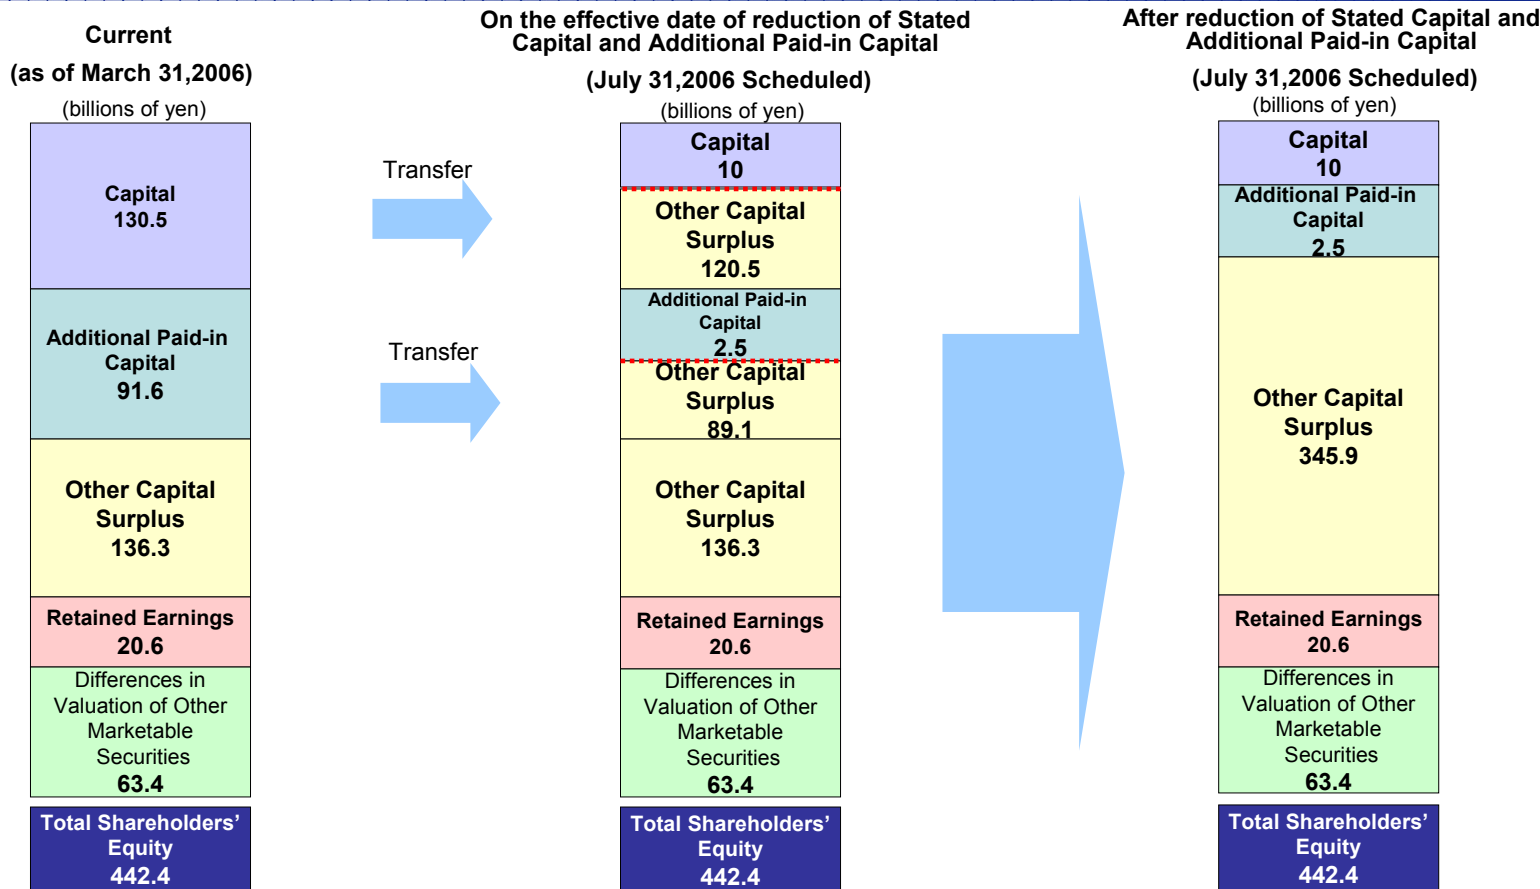 Current
(as of March 31,2006)
(billions of yen)
Capital
130.5
Additional Paid-in
Capital
91.6
Other Capital
Surplus
136.3
Retained Earnings
20.6
Differences in
Valuation of Other
Marketable
Securities
63.4
Total Shareholders’
Equity
442.4
Transfer
Transfer
On the effective date of reduction of Stated
Capital and Additional Paid-in Capital
(July 31,2006 Scheduled)
(billions of yen)
Capital
10
Other Capital
Surplus
120.5
Additional Paid-in
Capital
2.5
Other Capital
Surplus
89.1
Other Capital
Surplus
136.3
Retained Earnings
20.6
Differences in
Valuation of Other
Marketable
Securities
63.4
Total Shareholders’
Equity
442.4
After reduction of Stated Capital and
Additional Paid-in Capital
(July 31,2006 Scheduled)
(billions of yen)
Capital
10
Additional Paid-in
Capital
2.5
Other Capital
Surplus
345.9
Retained Earnings
20.6
Differences in
Valuation of Other
Marketable
Securities
63.4
Total Shareholders’
Equity
442.4